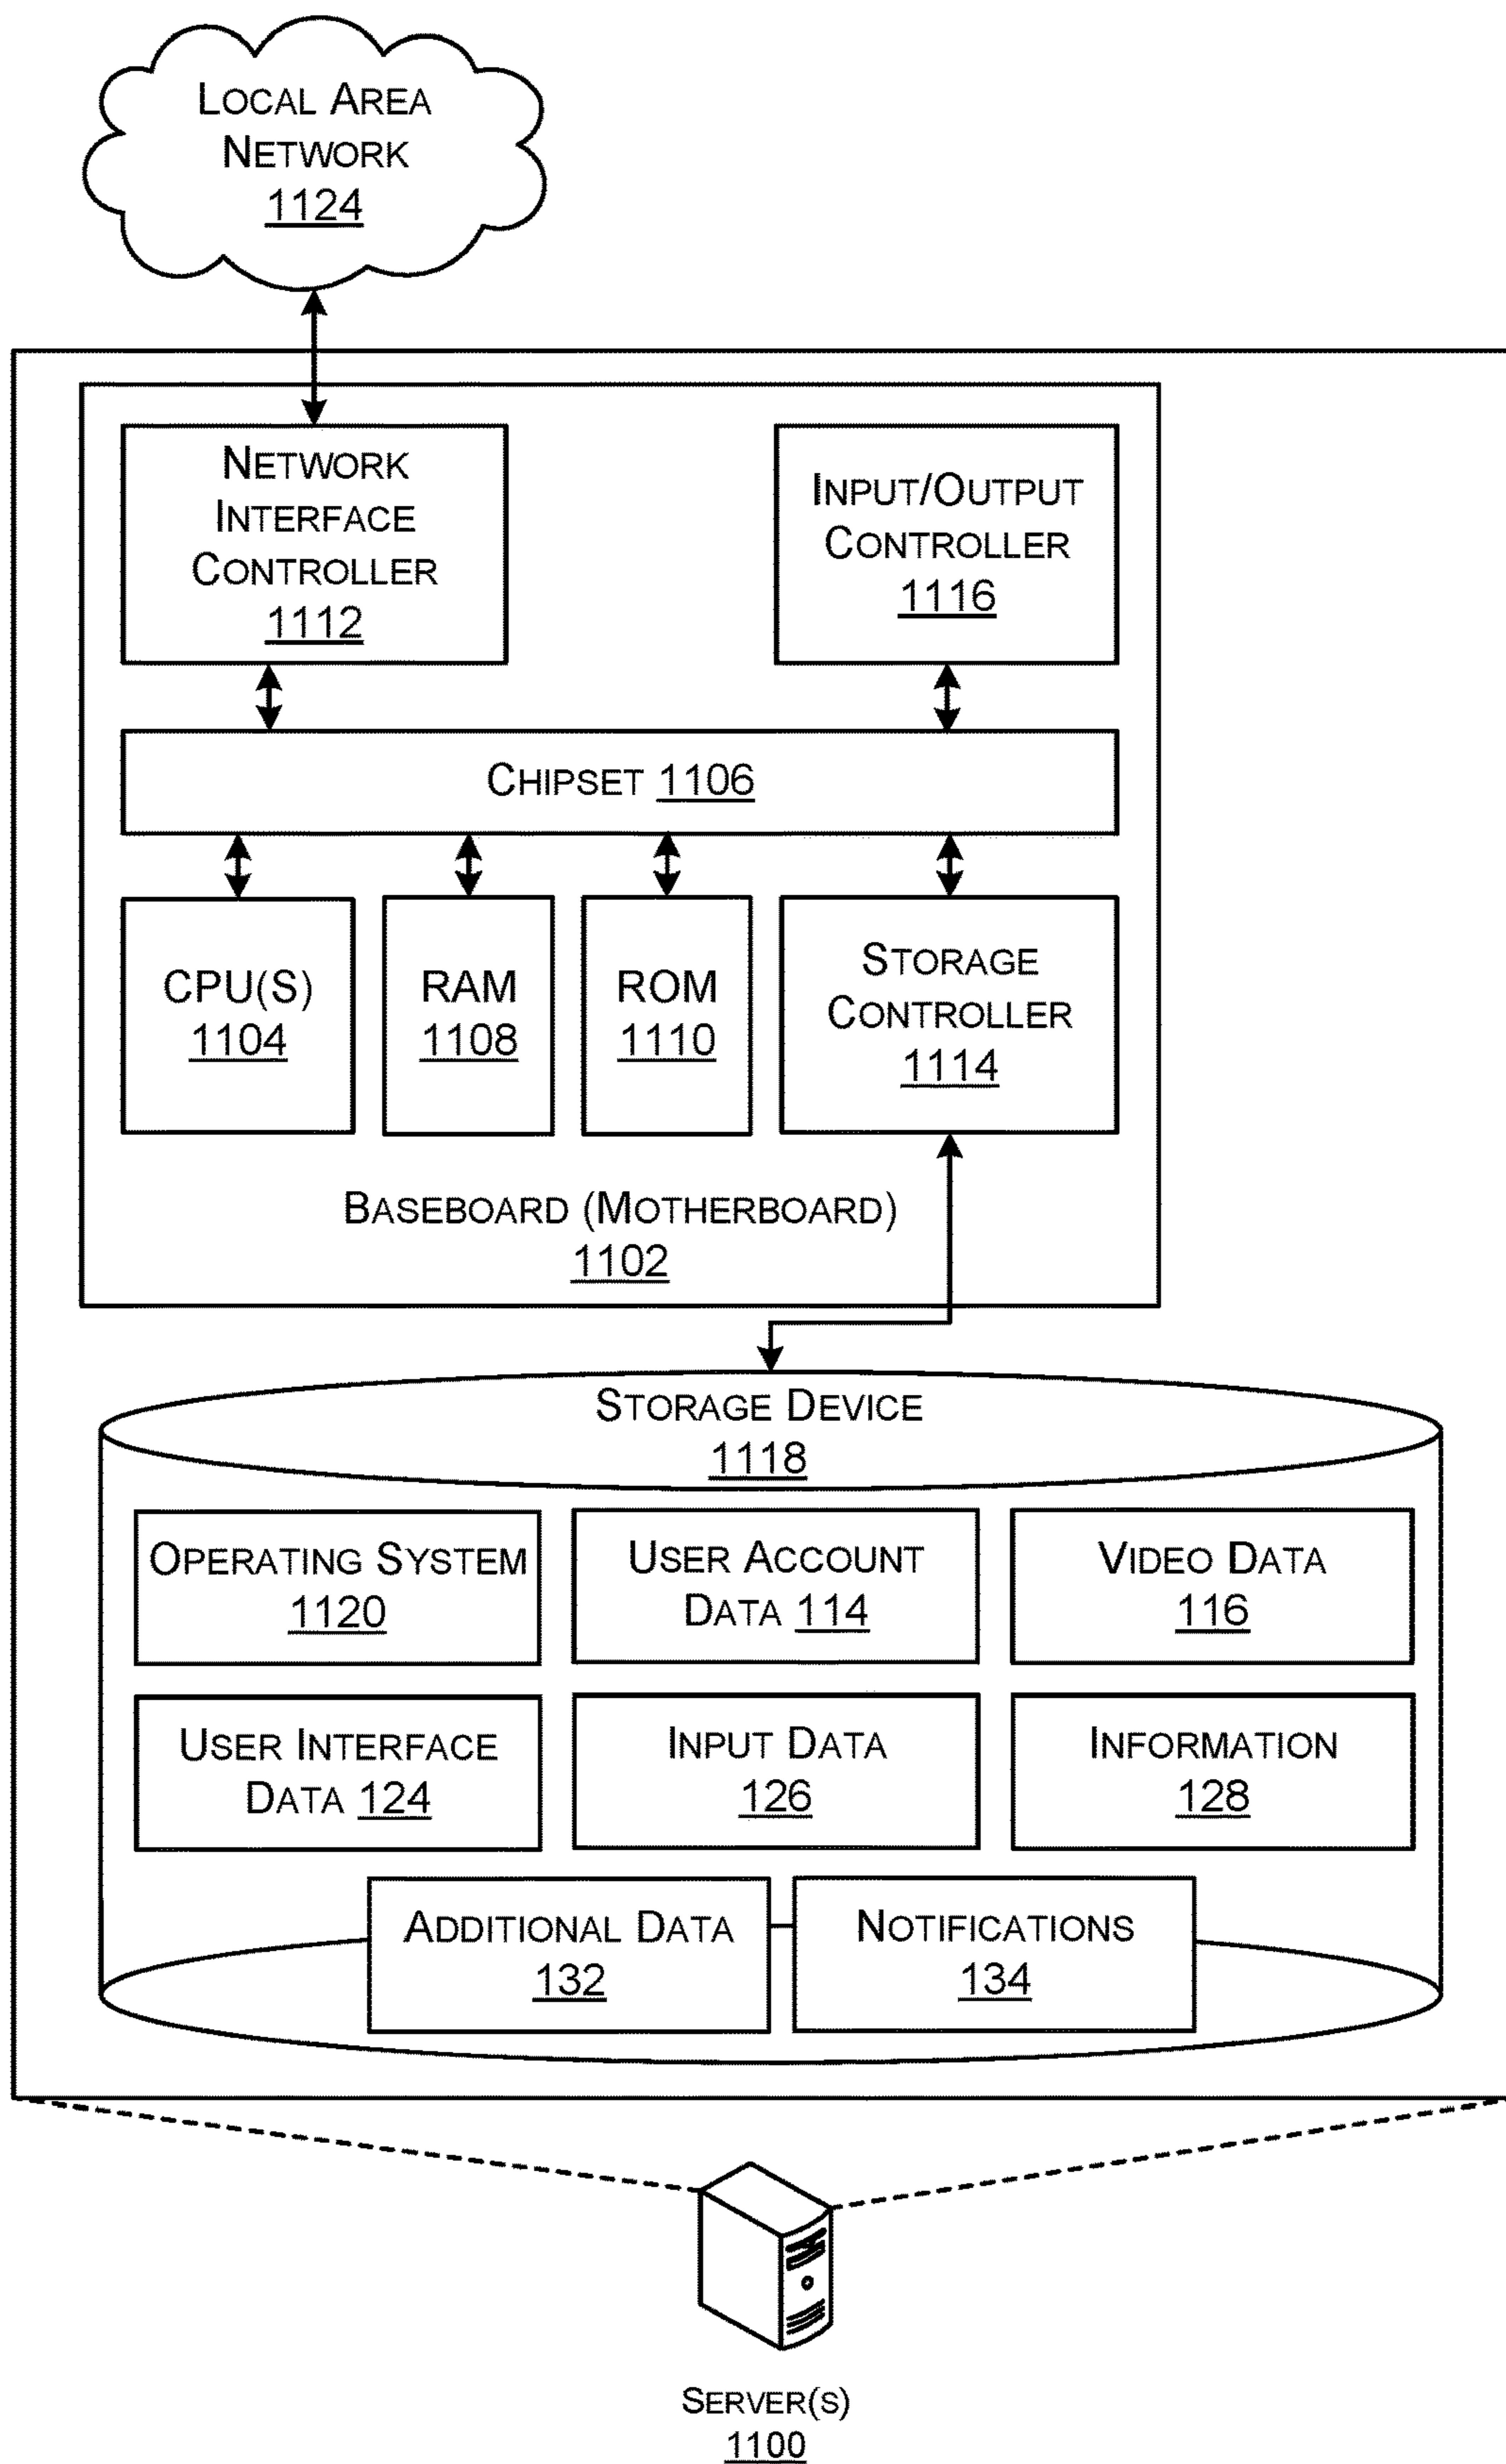 Local Area
Network
1124
Network
Interface
Controller
1112
Input/Output
Controller
1116
Chipset 1106
CPU(s)
1104
RAM
1108
ROM
1110
Storage
Controller
1114
Baseboard (Motherboard)
1102
Storage Device
1118
Operating System
1120
User Account
Data 114
Video Data
116
User Interface
Data 124
Input Data
126
Information
128
Additional Data
132
Notifications
134
Server(s)
1100